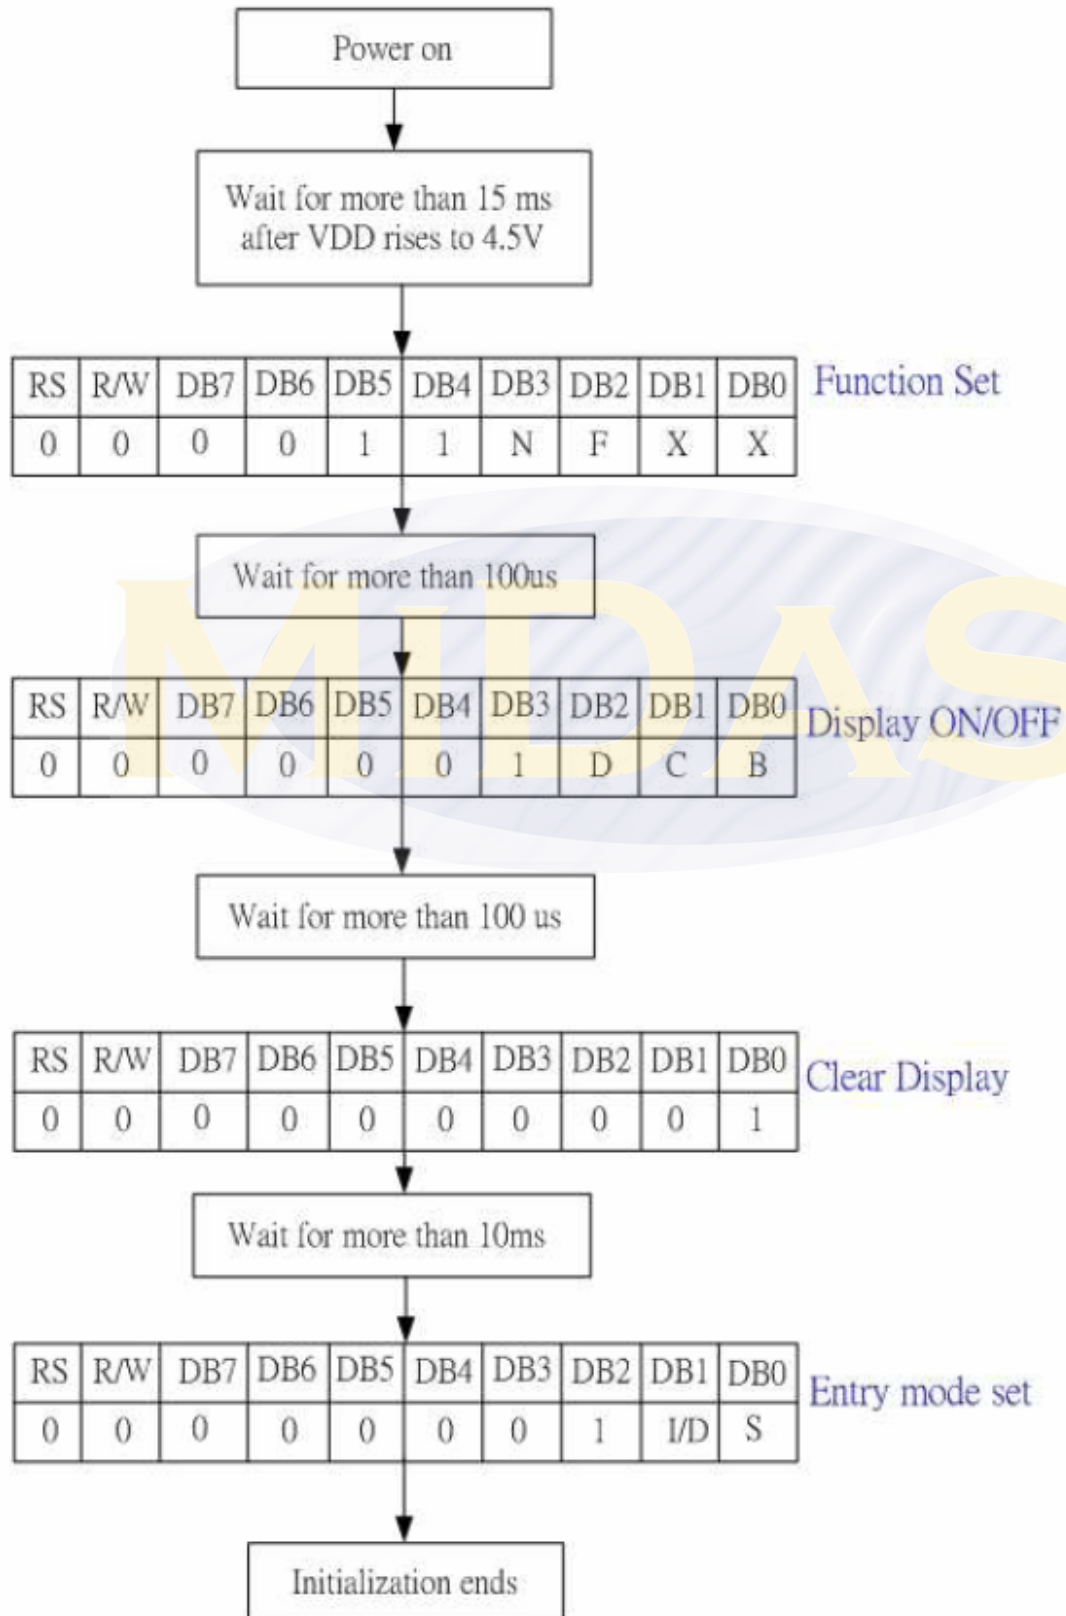 Power on
Wait for more than 15 ms
after VDD rises to 4.5V
RS R/W DB7 DB6 DB5 DB4 DB3 DB2 DB1 DB0 Function Set
0 0 0 0 1 1 N F X X
Wait for more than 100us
MIDAS
RS R/W DB7 DB6 DB5 DB4 DB3 DB2 DB1 DB0 Display ON/OFF
0 0 0 0 0 0 1 D C B
Wait for more than 100 us
RS R/W DB7 DB6 DB5 DB4 DB3 DB2 DB1 DB0 Clear Display
0 0 0 0 0 0 0 0 0 1
Wait for more than 10ms
RS R/W DB7 DB6 DB5 DB4 DB3 DB2 DB1 DB0 Entry mode set
0 0 0 0 0 0 0 1 I/D S
Initialization ends